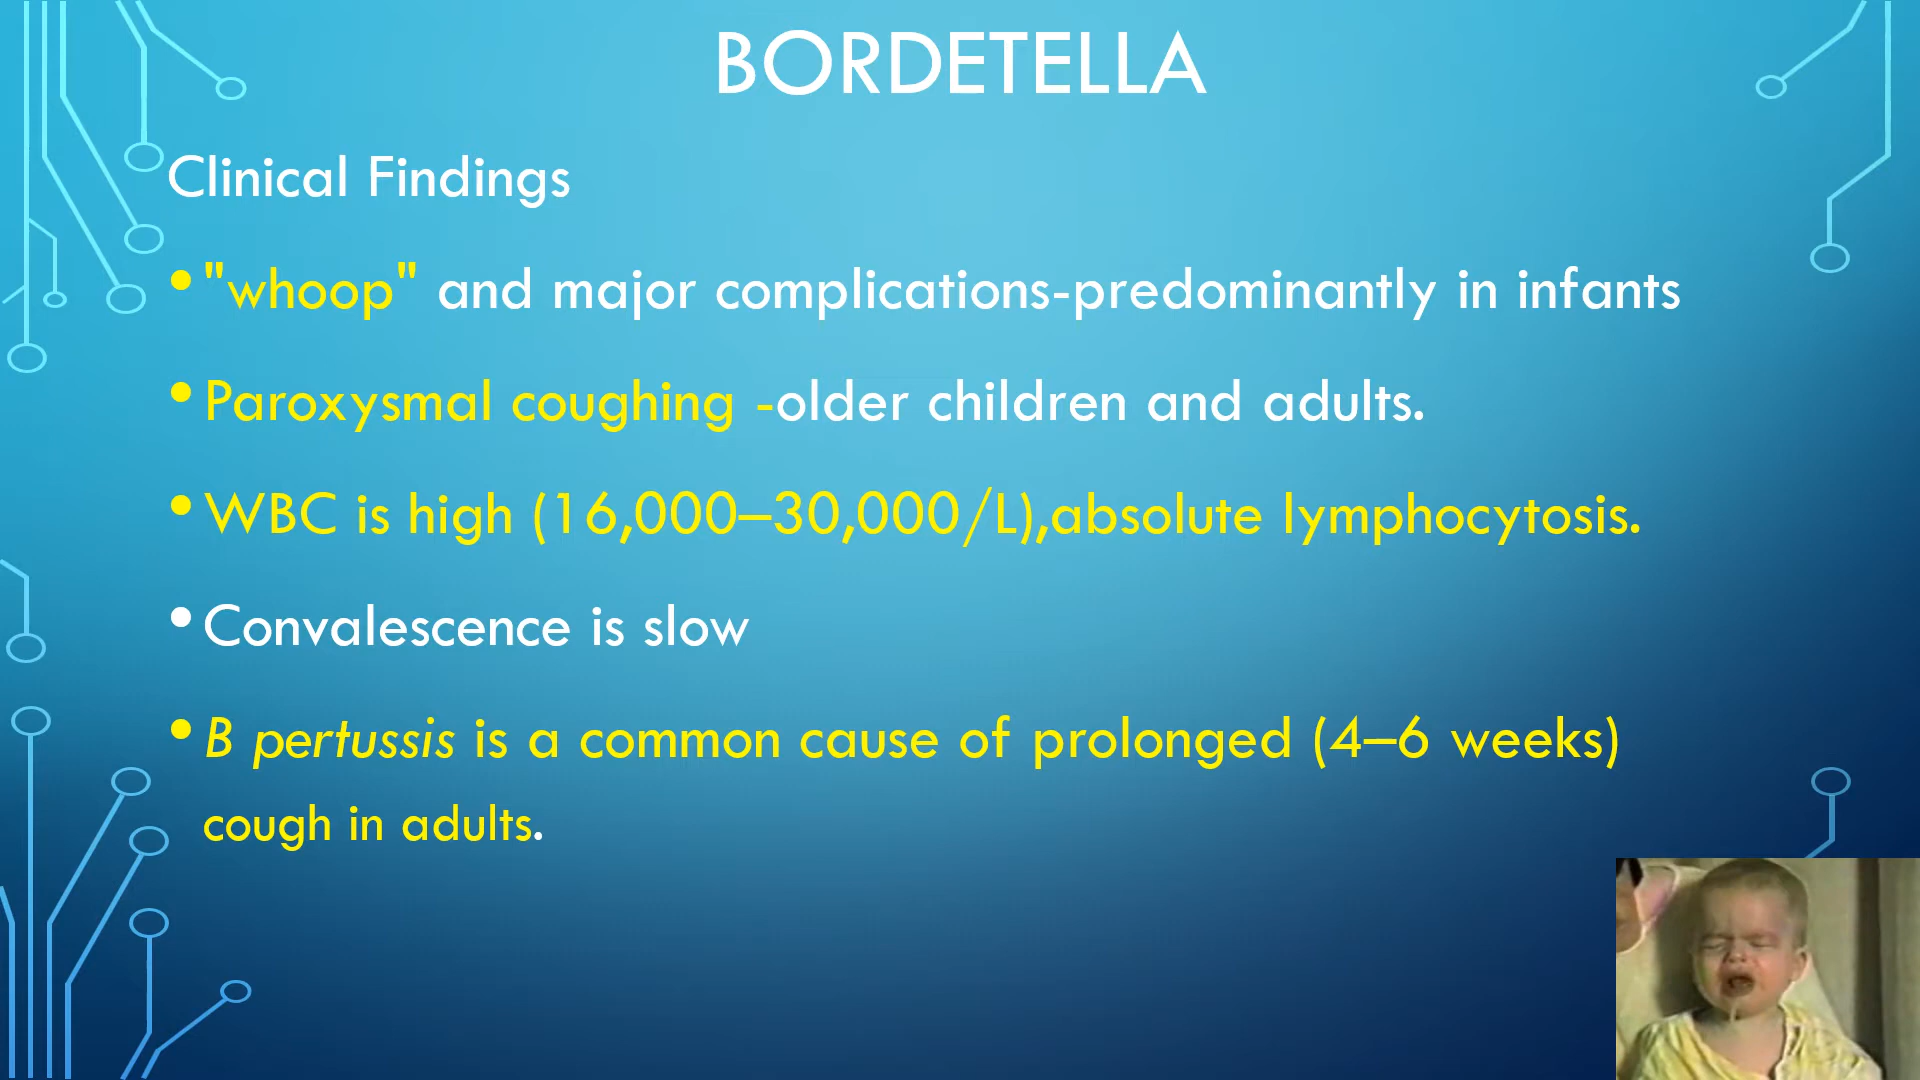 BORDETELLA
Clinical Findings
• "whoop" and major complications-predominantly in infants
• Paroxysmal coughing -older children and adults.
• WBC is high (16,000–30,000/L),absolute lymphocytosis.
• Convalescence is slow
• B pertussis is a common cause of prolonged (4–6 weeks)
cough in adults.